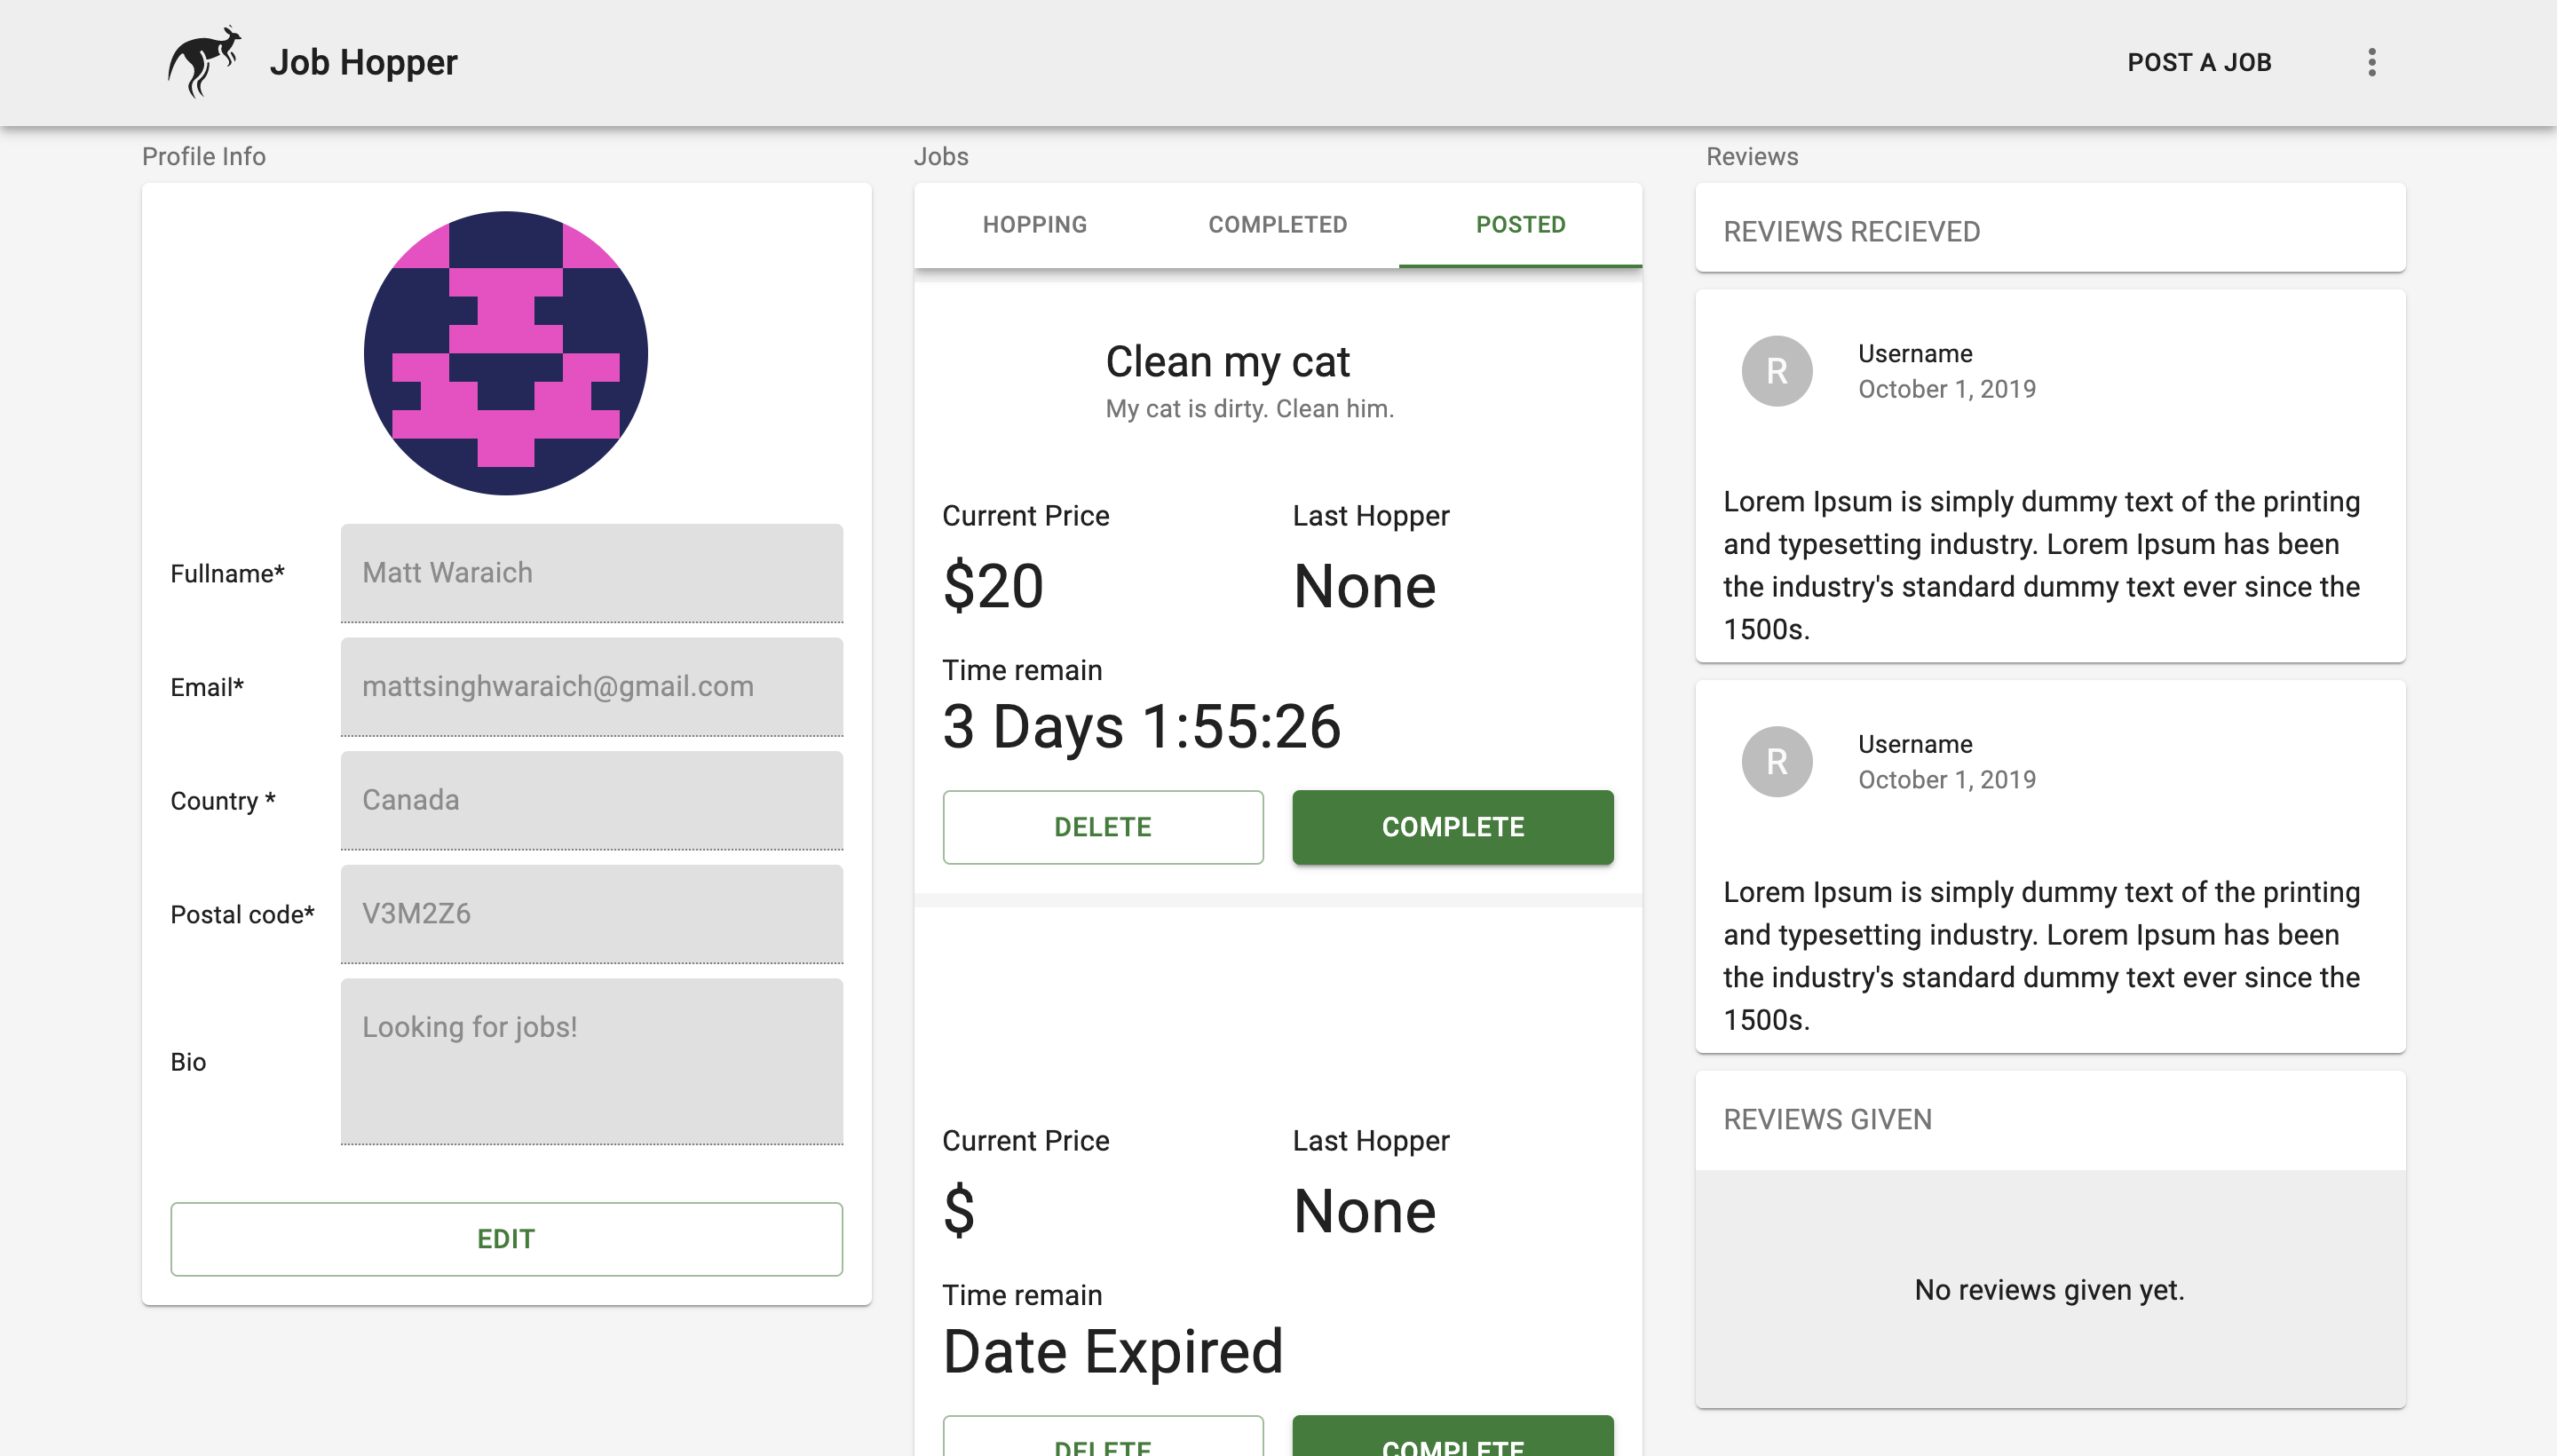 Job Hopper
POST A JOB
Profile Info
Fullname*
Matt Waraich
Email*
mattsinghwaraich@gmail.com
Country *
Canada
Postal code*
V3M2Z6
Bio
Looking for jobs!
EDIT
Jobs
HOPPING
COMPLETED
POSTED
Clean my cat
My cat is dirty. Clean him.
Current Price
Last Hopper
$20
None
Time remain
3 Days 1:55:26
DELETE
COMPLETE
Current Price
Last Hopper
$
None
Time remain
Date Expired
DELETE
COMPLETE
Reviews
REVIEWS RECIEVED
R
Username
October 1, 2019
Lorem Ipsum is simply dummy text of the printing
and typesetting industry. Lorem Ipsum has been
the industry's standard dummy text ever since the
1500s.
R
Username
October 1, 2019
Lorem Ipsum is simply dummy text of the printing
and typesetting industry. Lorem Ipsum has been
the industry's standard dummy text ever since the
1500s.
REVIEWS GIVEN
No reviews given yet.